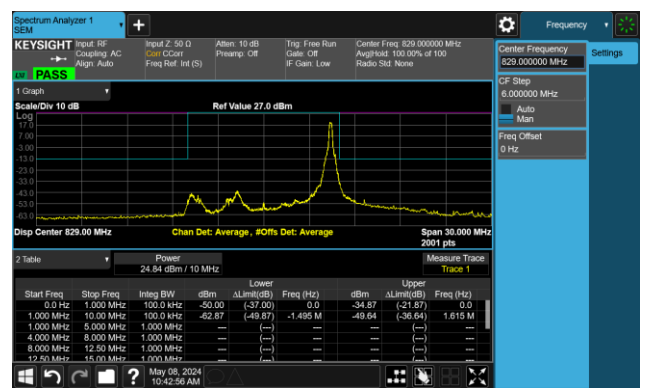 Spectrum Analyzer 1
SEM
Frequency
KEYSIGHT
Input: RF
Coupling: AC
Align: Auto
Input Z: 50 Ω
Corr CCorr
Freq Ref: Int (S)
Atten: 10 dB
Preamp: Off
Trig: Free Run
Gate: Off
IF Gain: Low
Center Freq: 829.000000 MHz
Avg|Hold: 100.00% of 100
Radio Std: None
LW PASS
Center Frequency
829.000000 MHz
Settings
CF Step
6.000000 MHz
Auto
Man
Freq Offset
0 Hz
1 Graph
Scale/Div 10 dB
Ref Value 27.0 dBm
Log
17.0
7.00
-3.00
-13.0
-23.0
-33.0
-43.0
-53.0
-63.0
Disp Center 829.00 MHz
Chan Det: Average , #Offs Det: Average
Span 30.000 MHz
2001 pts
2 Table
Power
24.84 dBm / 10 MHz
Measure Trace
Trace 1
Lower Upper
Start Freq Stop Freq Integ BW dBm ΔLimit(dB) Freq (Hz) dBm ΔLimit(dB) Freq (Hz)
0.0 Hz 1.000 MHz 100.0 kHz -50.00 (-37.00) 0.0 -34.87 (-21.87) 0.0
1.000 MHz 10.00 MHz 100.0 kHz -62.87 (-49.87) -1.495 M -49.64 (-36.64) 1.615 M
1.000 MHz 5.000 MHz 1.000 MHz --- (---) --- --- (---) ---
4.000 MHz 8.000 MHz 1.000 MHz --- (---) --- --- (---) ---
8.000 MHz 12.50 MHz 1.000 MHz --- (---) --- --- (---) ---
12.50 MHz 15.00 MHz 1.000 MHz --- (---) --- --- (---) ---
May 08, 2024
10:42:56 AM